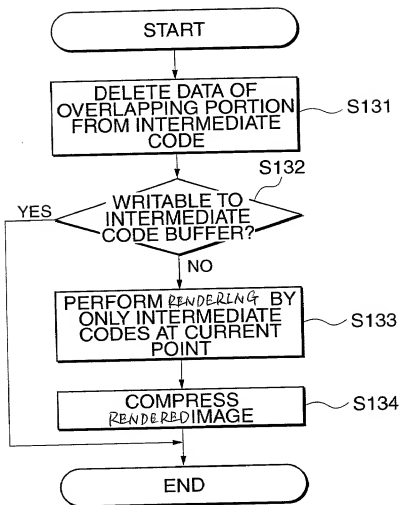 START
DELETE DATA OF
OVERLAPPING PORTION
FROM INTERMEDIATE
CODE
S131
S132
WRITABLE TO
INTERMEDIATE
CODE BUFFER?
YES
NO
PERFORM RENDERING BY
ONLY INTERMEDIATE
CODES AT CURRENT
POINT
S133
COMPRESS
RENDERED IMAGE
S134
END